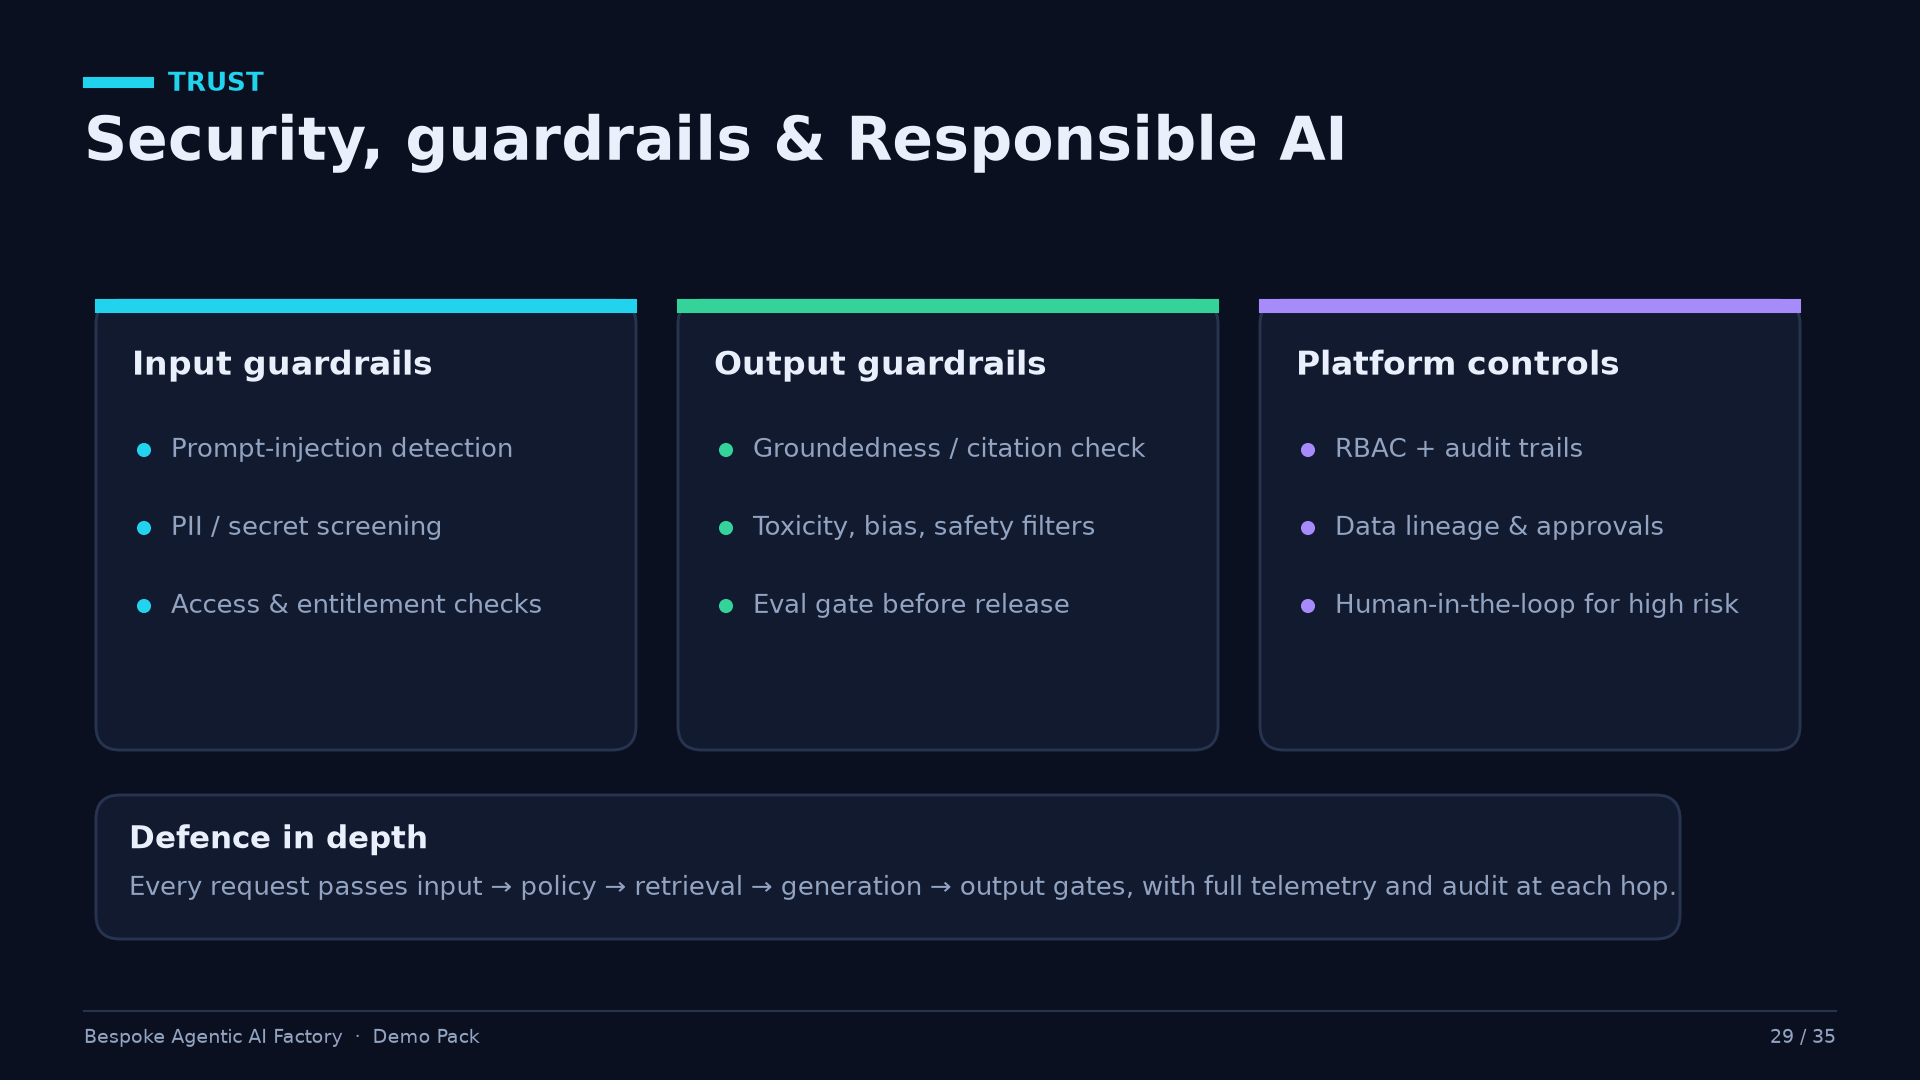 TRUST
Security, guardrails & Responsible AI
Input guardrails
Prompt-injection detection
PII / secret screening
Access & entitlement checks
Output guardrails
Groundedness / citation check
Toxicity, bias, safety filters
Eval gate before release
Platform controls
RBAC + audit trails
Data lineage & approvals
Human-in-the-loop for high risk
Defence in depth
Every request passes input → policy → retrieval → generation → output gates, with full telemetry and audit at each hop.
Bespoke Agentic AI Factory · Demo Pack
29 / 35